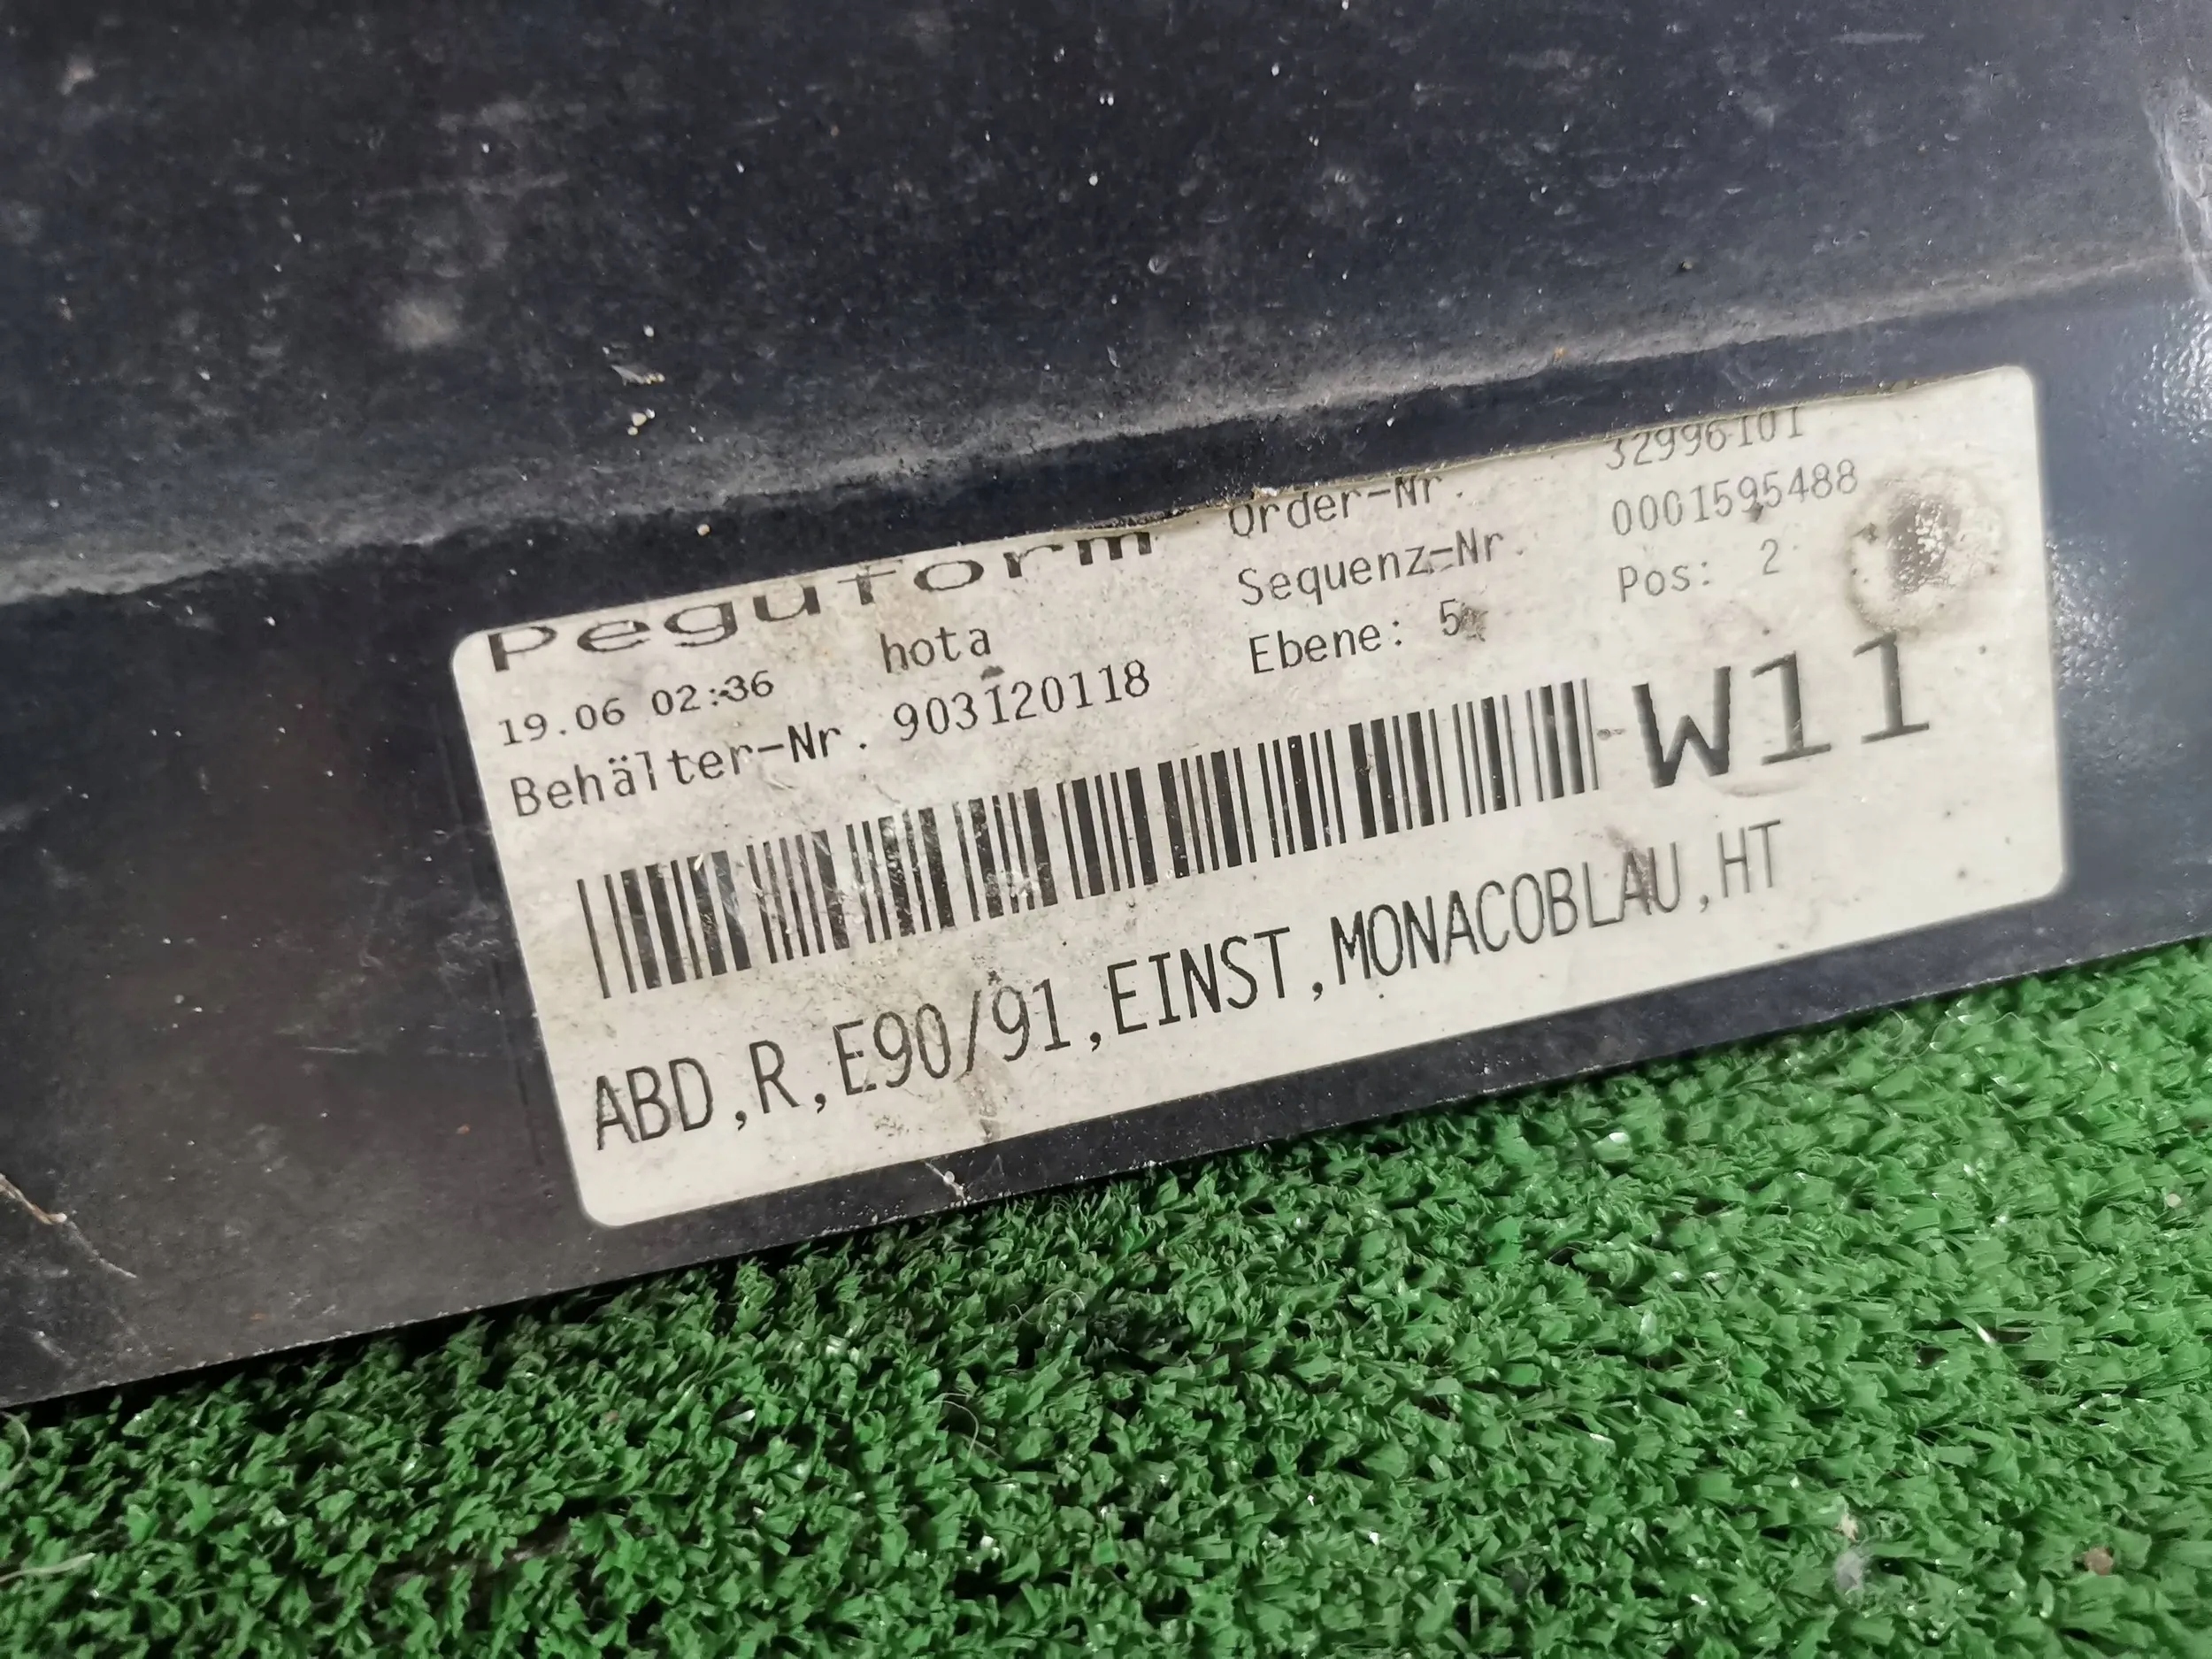 Peguform
Order-Nr. 32996101
19.06 02:36 hota Sequenz-Nr. 0001595488
Behälter-Nr. 903120118 Ebene: 5 Pos: 2
W11
ABD,R,E90/91,EINST,MONACOBLAU,HT